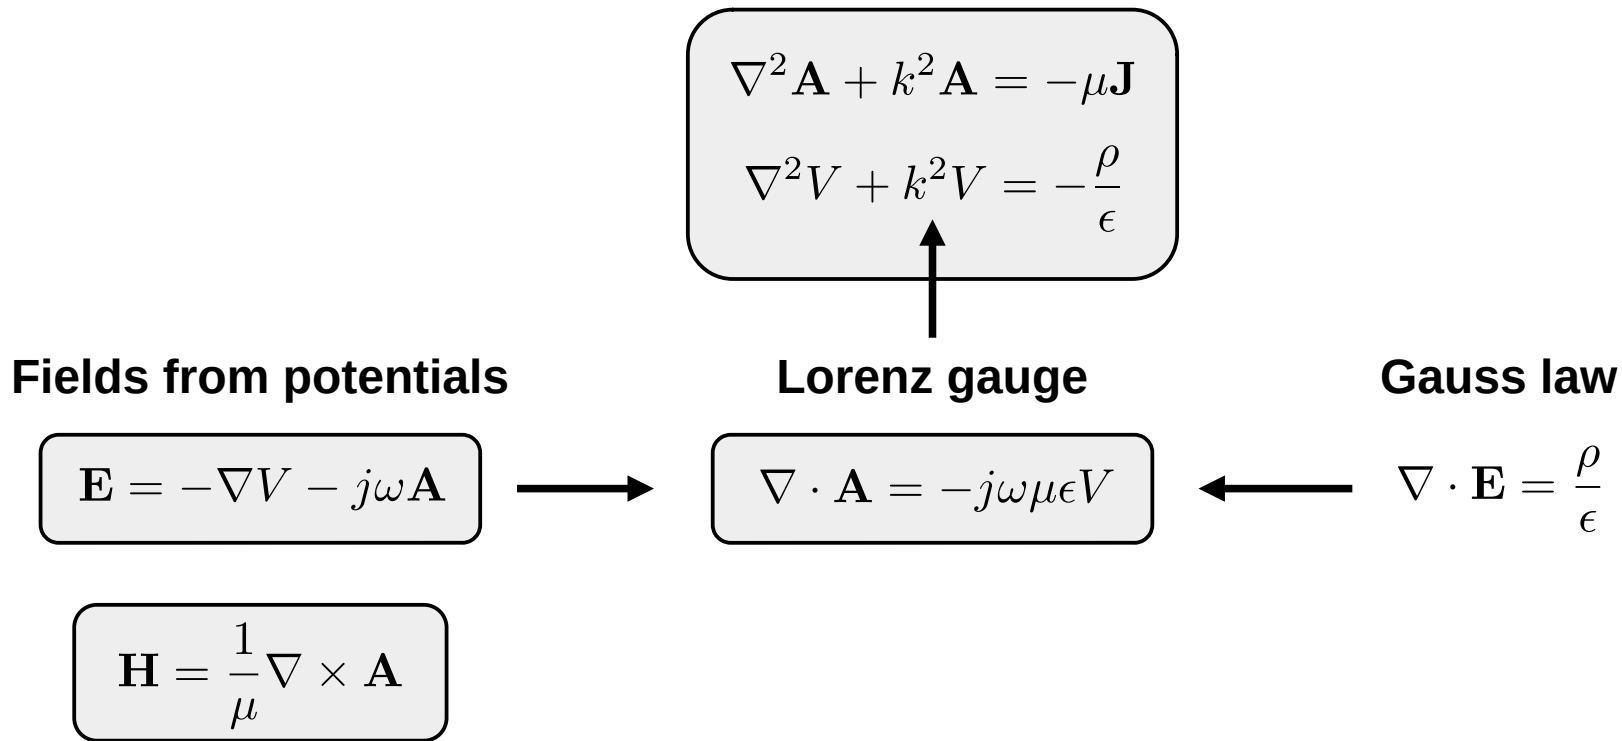 ∇²𝐀 + k²𝐀 = −μ𝐉
∇²V + k²V = −ρ/ϵ
Fields from potentials
Lorenz gauge
Gauss law
𝐄 = −∇V − jω𝐀
∇ · 𝐀 = −jωμϵV
∇ · 𝐄 = ρ/ϵ
𝐇 = 1/μ ∇ × 𝐀